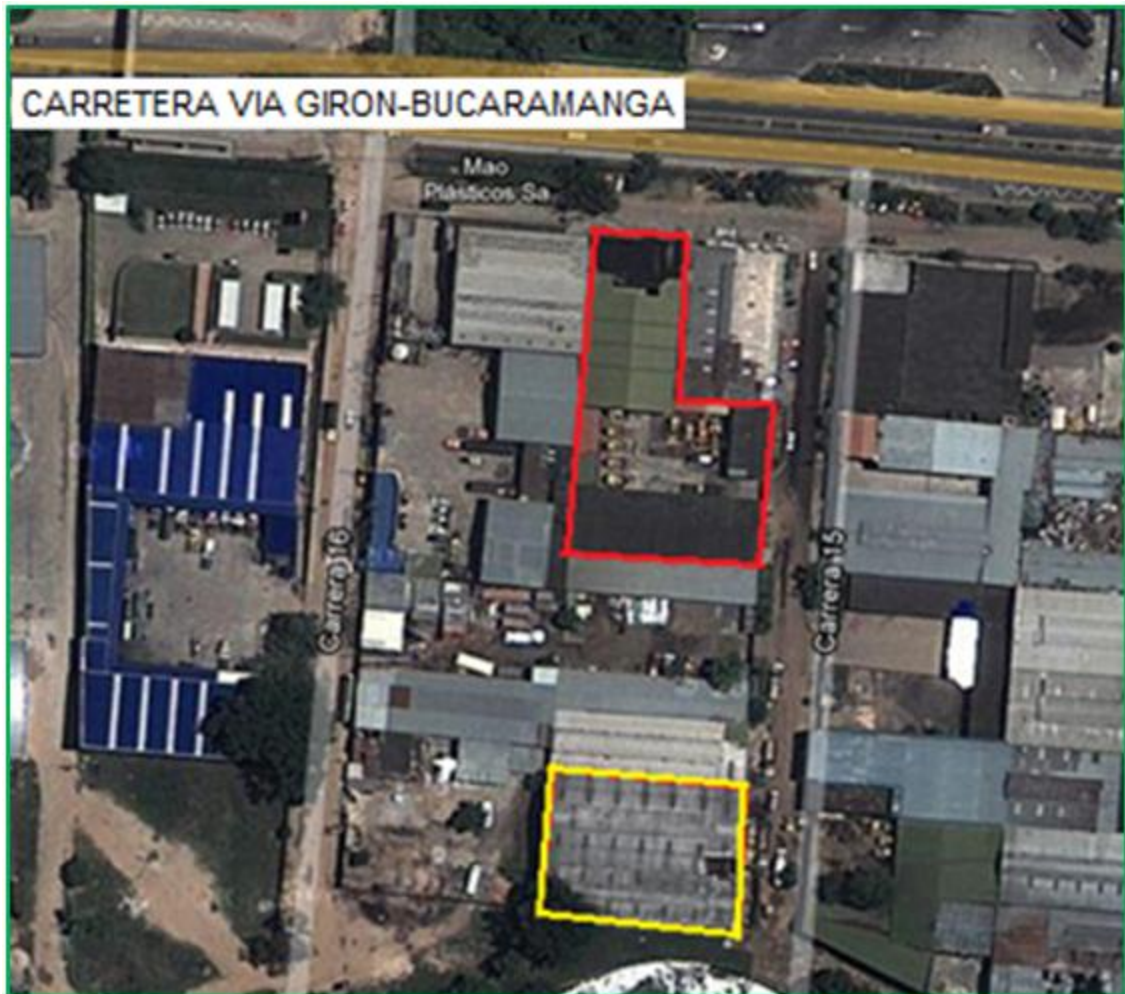 CARRETERA VIA GIRON-BUCARAMANGA
Mao
Plásticos Sa
Carrera 16
Carrera 15